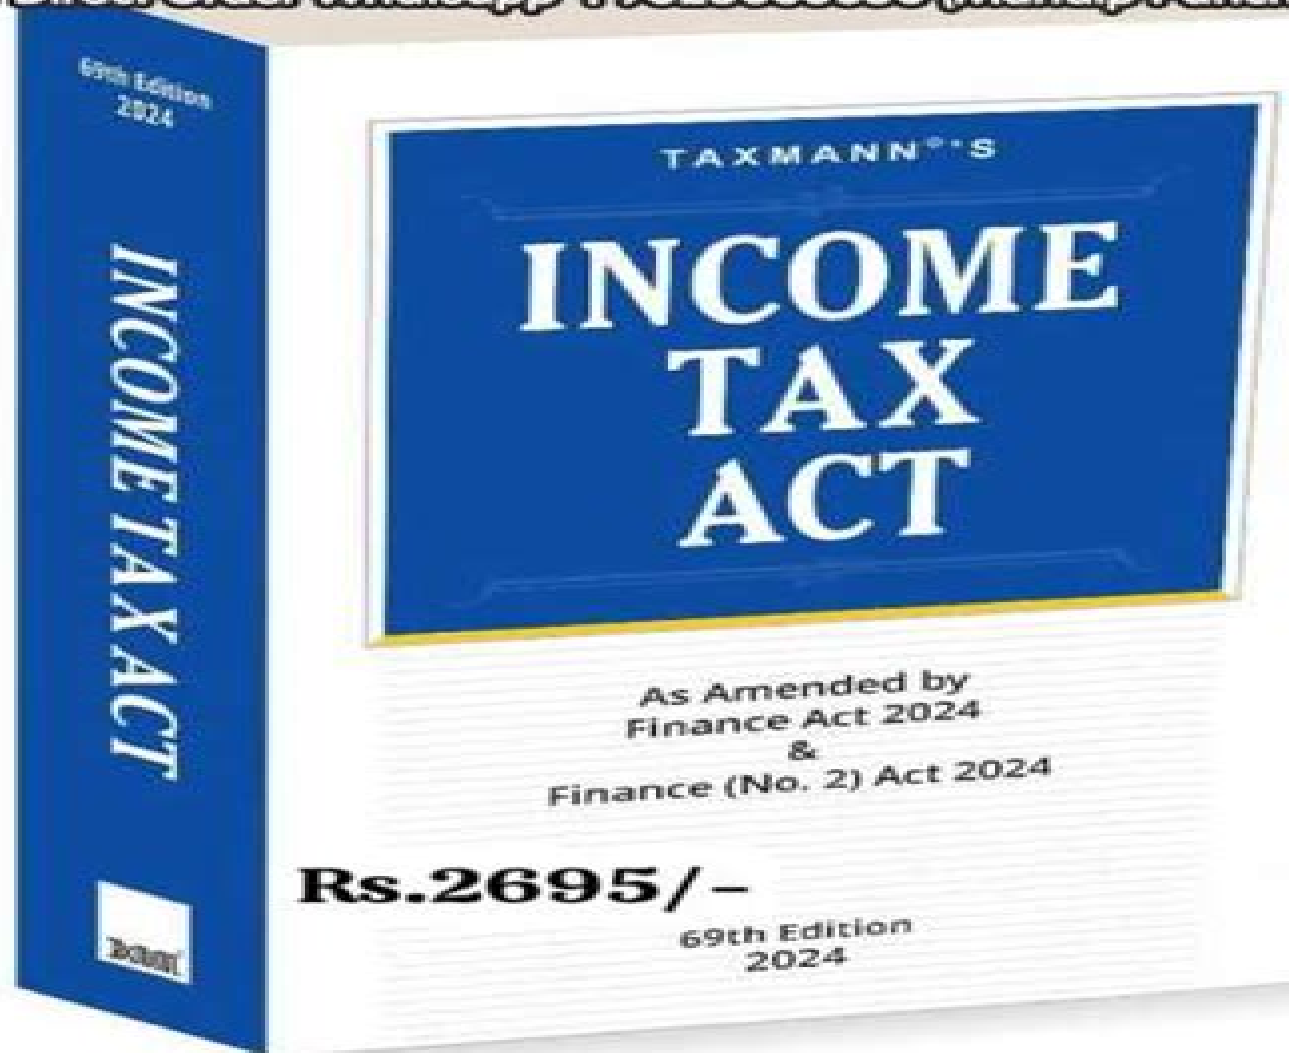 69th Edition
2024
INCOME TAX ACT
TAXMANN®'S
INCOME
TAX
ACT
As Amended by
Finance Act 2024
&
Finance (No. 2) Act 2024
Rs.2695/-
69th Edition
2024